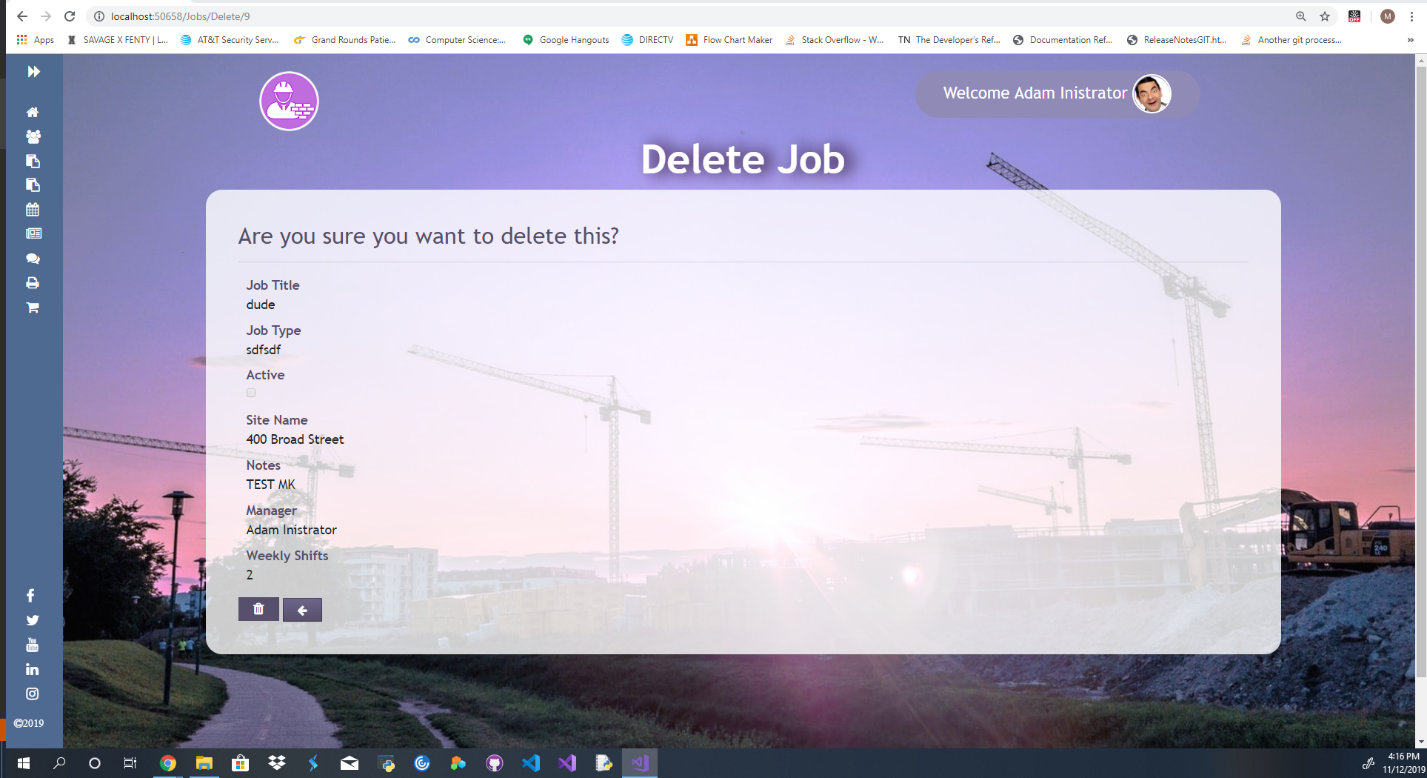 localhost:50658/Jobs/Delete/9
M
Apps
SAVAGE X FENTY | L...
AT&T Security Serv...
Grand Rounds Patie...
Computer Science:...
Google Hangouts
DIRECTV
Flow Chart Maker
Stack Overflow - W...
TN The Developer's Ref...
Documentation Ref...
ReleaseNotesGIT.ht...
Another git process...
»
Welcome Adam Inistrator
Delete Job
Are you sure you want to delete this?
Job Title
dude
Job Type
sdfsdf
Active
Site Name
400 Broad Street
Notes
TEST MK
Manager
Adam Inistrator
Weekly Shifts
2
You
Tube
©2019
240
4:16 PM
11/12/2019